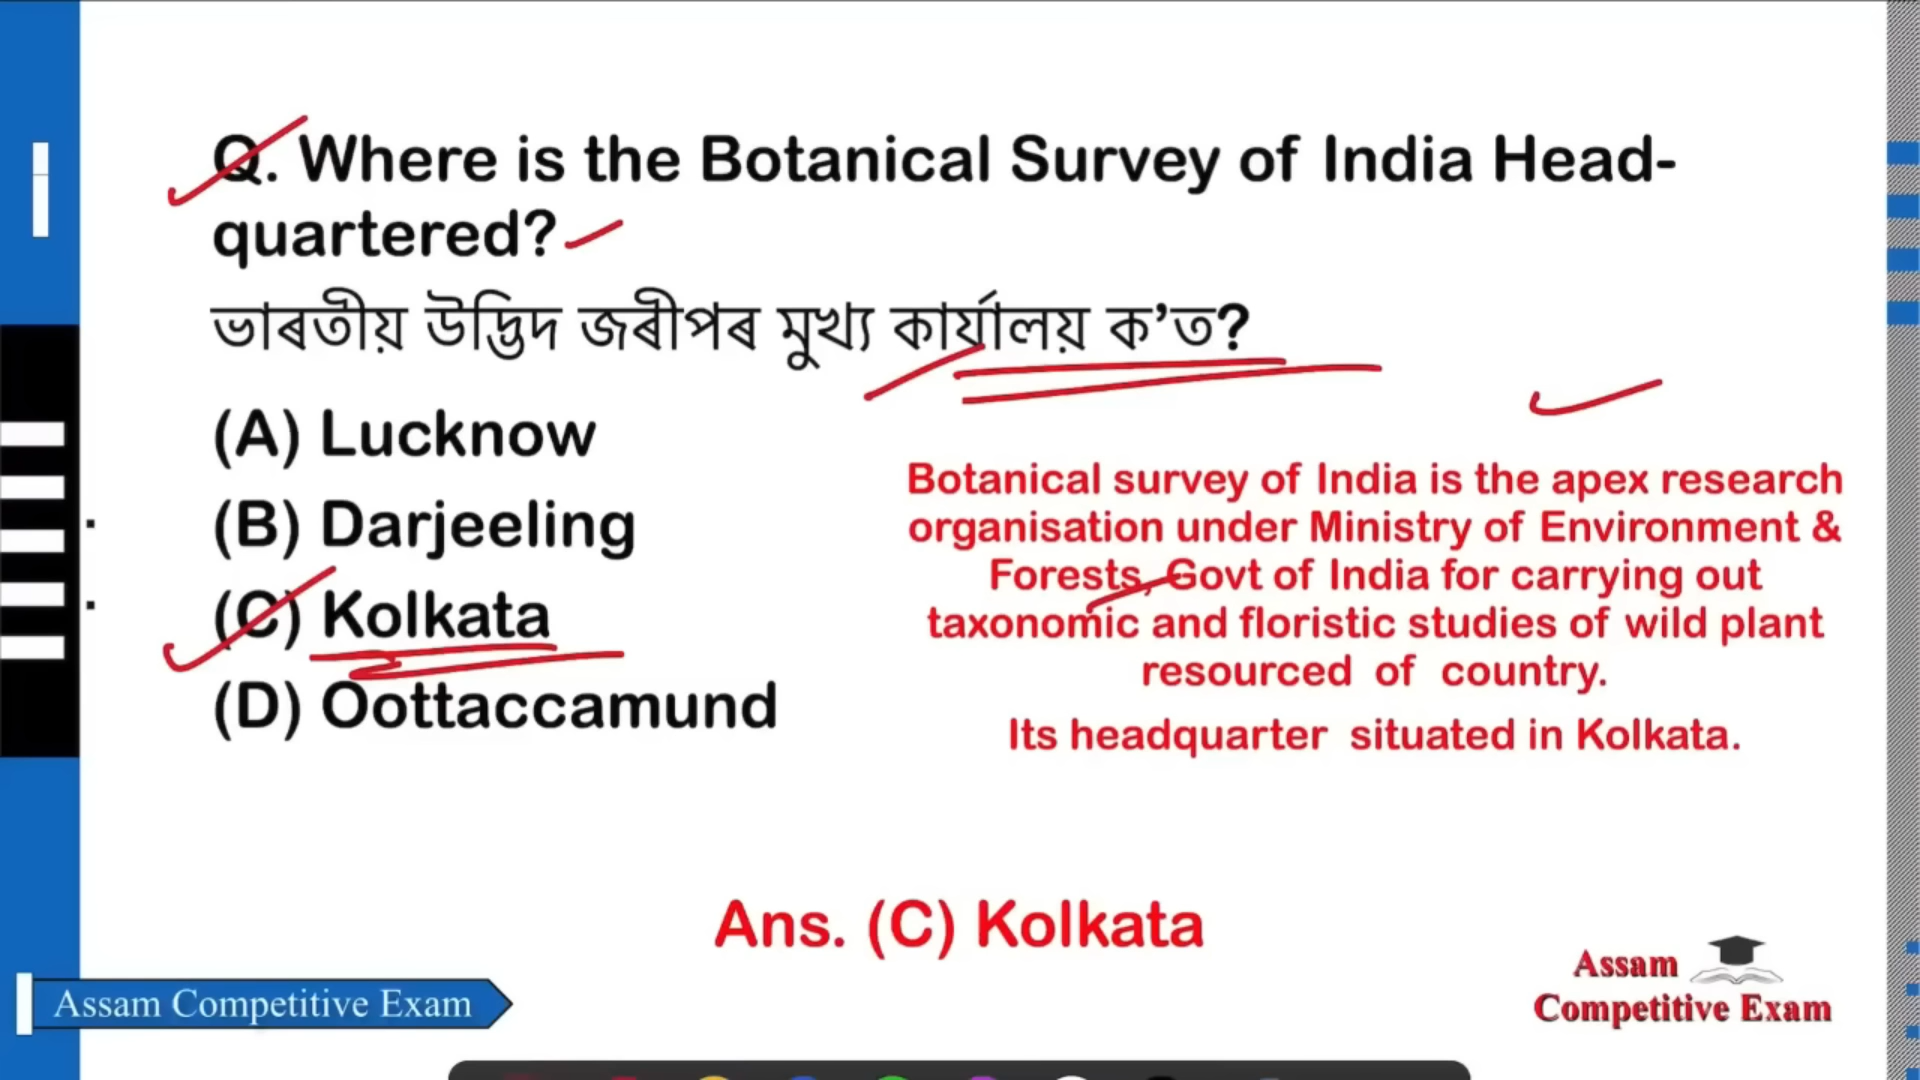 Q. Where is the Botanical Survey of India Head-
quartered?
ভাৰতীয় উদ্ভিদ জৰীপৰ মুখ্য কাৰ্যালয় ক’ত?
(A) Lucknow
(B) Darjeeling
(C) Kolkata
(D) Oottaccamund
Botanical survey of India is the apex research
organisation under Ministry of Environment &
Forests, Govt of India for carrying out
taxonomic and floristic studies of wild plant
resourced of country.
Its headquarter situated in Kolkata.
Ans. (C) Kolkata
Assam Competitive Exam
Assam
Competitive Exam